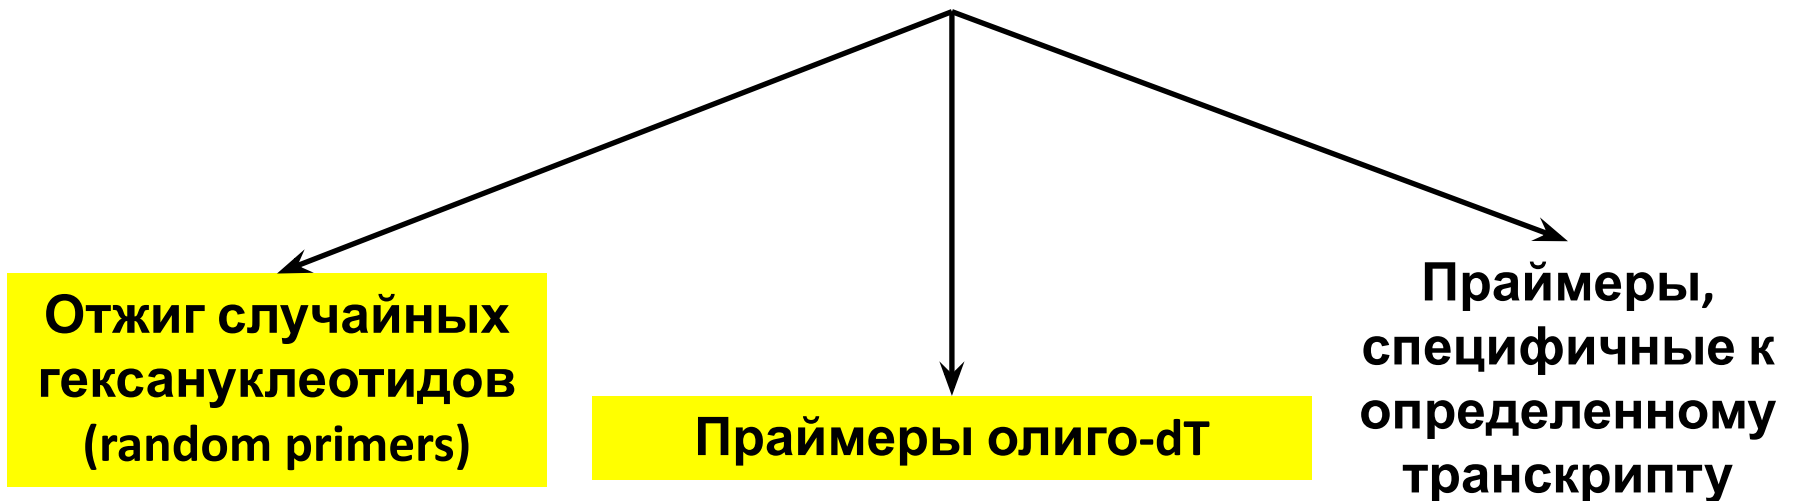 Отжиг случайных
гексануклеотидов
(random primers)
Праймеры олиго-dT
Праймеры,
специфичные к
определенному
транскрипту